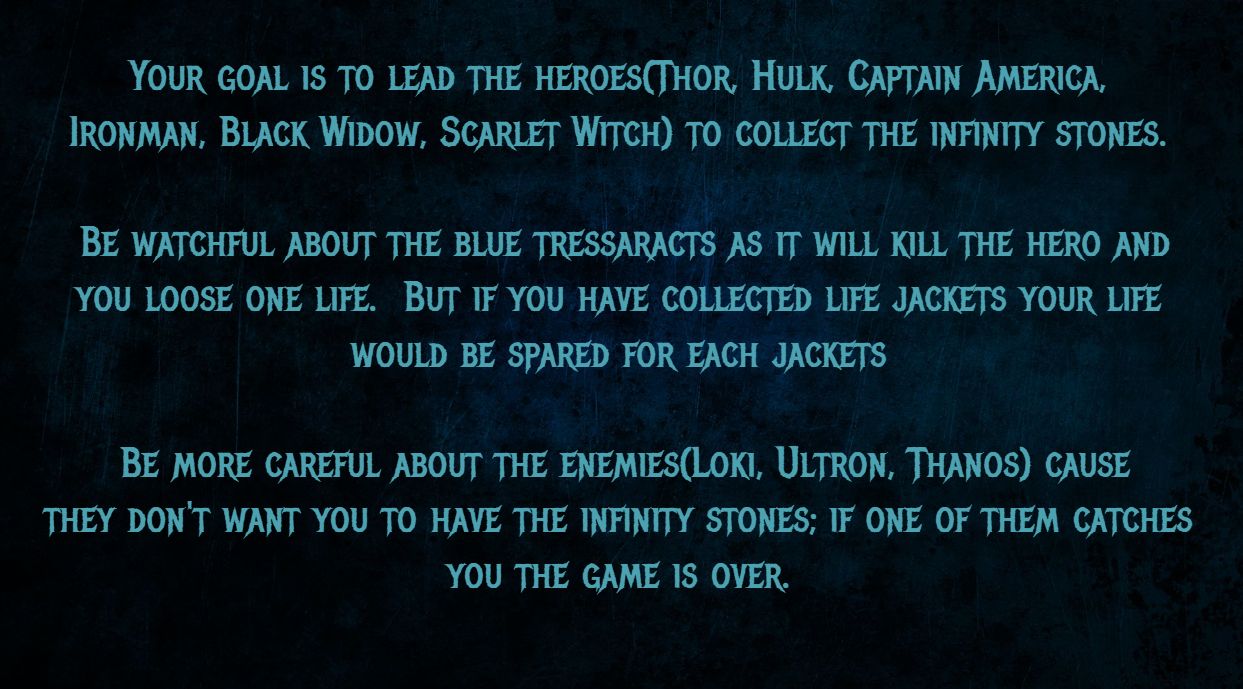 Your goal is to lead the heroes(Thor, Hulk, Captain America,
Ironman, Black Widow, Scarlet Witch) to collect the infinity stones.
Be watchful about the blue tressaracts as it will kill the hero and
you loose one life. But if you have collected life jackets your life
would be spared for each jackets
Be more careful about the enemies(Loki, Ultron, Thanos) cause
they don't want you to have the infinity stones; if one of them catches
you the game is over.